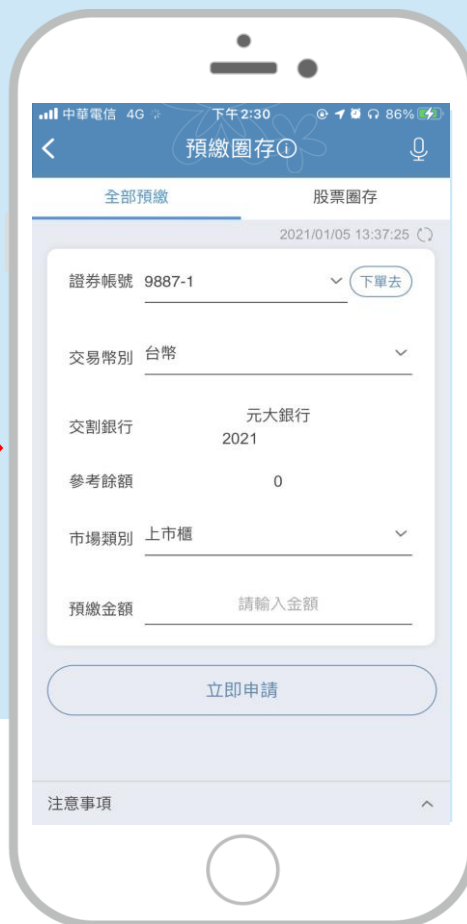 中華電信 4G 下午2:30 86%
預繳圈存
全部預繳 股票圈存
2021/01/05 13:37:25
證券帳號 9887-1 下單去
交易幣別 台幣
交割銀行 元大銀行
2021
參考餘額 0
市場類別 上市櫃
預繳金額 請輸入金額
立即申請
注意事項